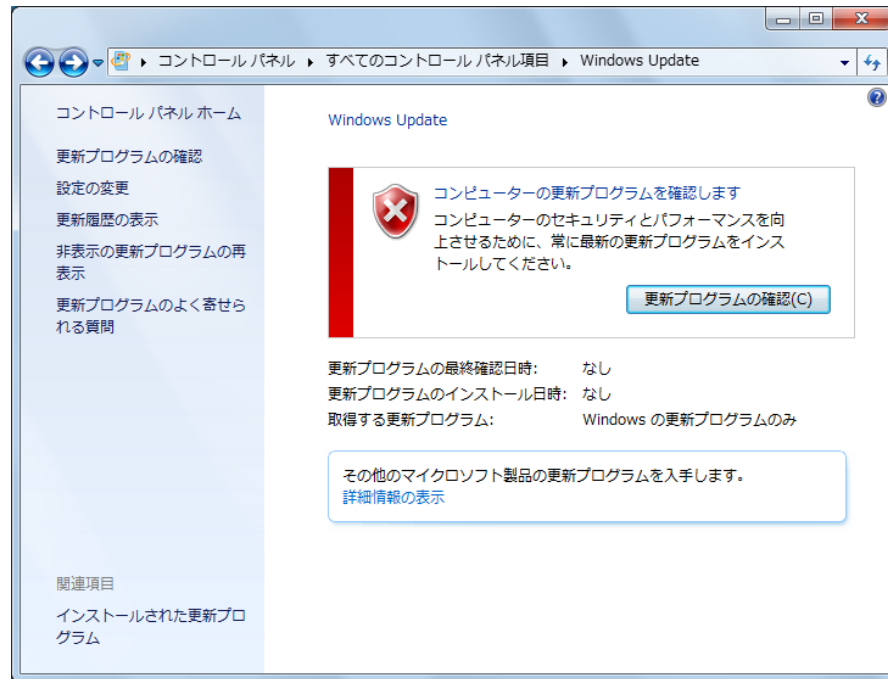 コントロール パネル ▸ すべてのコントロール パネル項目 ▸ Windows Update
コントロール パネル ホーム
更新プログラムの確認
設定の変更
更新履歴の表示
非表示の更新プログラムの再
表示
更新プログラムのよく寄せら
れる質問
関連項目
インストールされた更新プロ
グラム
Windows Update
コンピューターの更新プログラムを確認します
コンピューターのセキュリティとパフォーマンスを向
上させるために、常に最新の更新プログラムをインス
トールしてください。
更新プログラムの確認(C)
更新プログラムの最終確認日時: なし
更新プログラムのインストール日時: なし
取得する更新プログラム: Windows の更新プログラムのみ
その他のマイクロソフト製品の更新プログラムを入手します。
詳細情報の表示